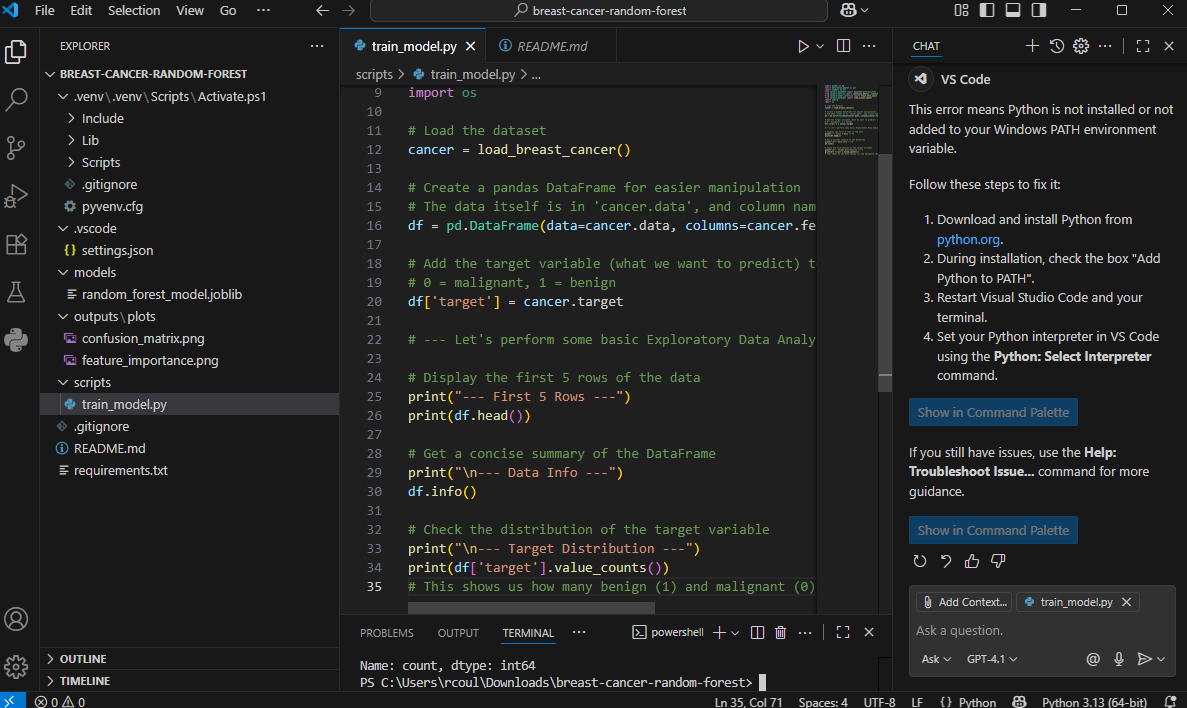 File Edit Selection View Go ··· breast-cancer-random-forest
EXPLORER ···
BREAST-CANCER-RANDOM-FOREST
.venv\.venv\Scripts\Activate.ps1
Include
Lib
Scripts
.gitignore
pyvenv.cfg
.vscode
{} settings.json
models
random_forest_model.joblib
outputs\plots
confusion_matrix.png
feature_importance.png
scripts
train_model.py
.gitignore
README.md
requirements.txt
OUTLINE
TIMELINE
train_model.py README.md
scripts > train_model.py > ...
9 import os
10
11 # Load the dataset
12 cancer = load_breast_cancer()
13
14 # Create a pandas DataFrame for easier manipulation
15 # The data itself is in 'cancer.data', and column nam
16 df = pd.DataFrame(data=cancer.data, columns=cancer.fe
17
18 # Add the target variable (what we want to predict) t
19 # 0 = malignant, 1 = benign
20 df['target'] = cancer.target
21
22 # --- Let's perform some basic Exploratory Data Analy
23
24 # Display the first 5 rows of the data
25 print("--- First 5 Rows ---")
26 print(df.head())
27
28 # Get a concise summary of the DataFrame
29 print("\n--- Data Info ---")
30 df.info()
31
32 # Check the distribution of the target variable
33 print("\n--- Target Distribution ---")
34 print(df['target'].value_counts())
35 # This shows us how many benign (1) and malignant (0)
PROBLEMS OUTPUT TERMINAL ··· powershell
Name: count, dtype: int64
PS C:\Users\rcoul\Downloads\breast-cancer-random-forest>
CHAT
VS Code
This error means Python is not installed or not
added to your Windows PATH environment
variable.
Follow these steps to fix it:
1. Download and install Python from
python.org.
2. During installation, check the box "Add
Python to PATH".
3. Restart Visual Studio Code and your
terminal.
4. Set your Python interpreter in VS Code
using the Python: Select Interpreter
command.
Show in Command Palette
If you still have issues, use the Help:
Troubleshoot Issue... command for more
guidance.
Show in Command Palette
Add Context... train_model.py
Ask a question.
Ask GPT-4.1 @
0 0 Ln 35, Col 71 Spaces: 4 UTF-8 LF {} Python Python 3.13 (64-bit)